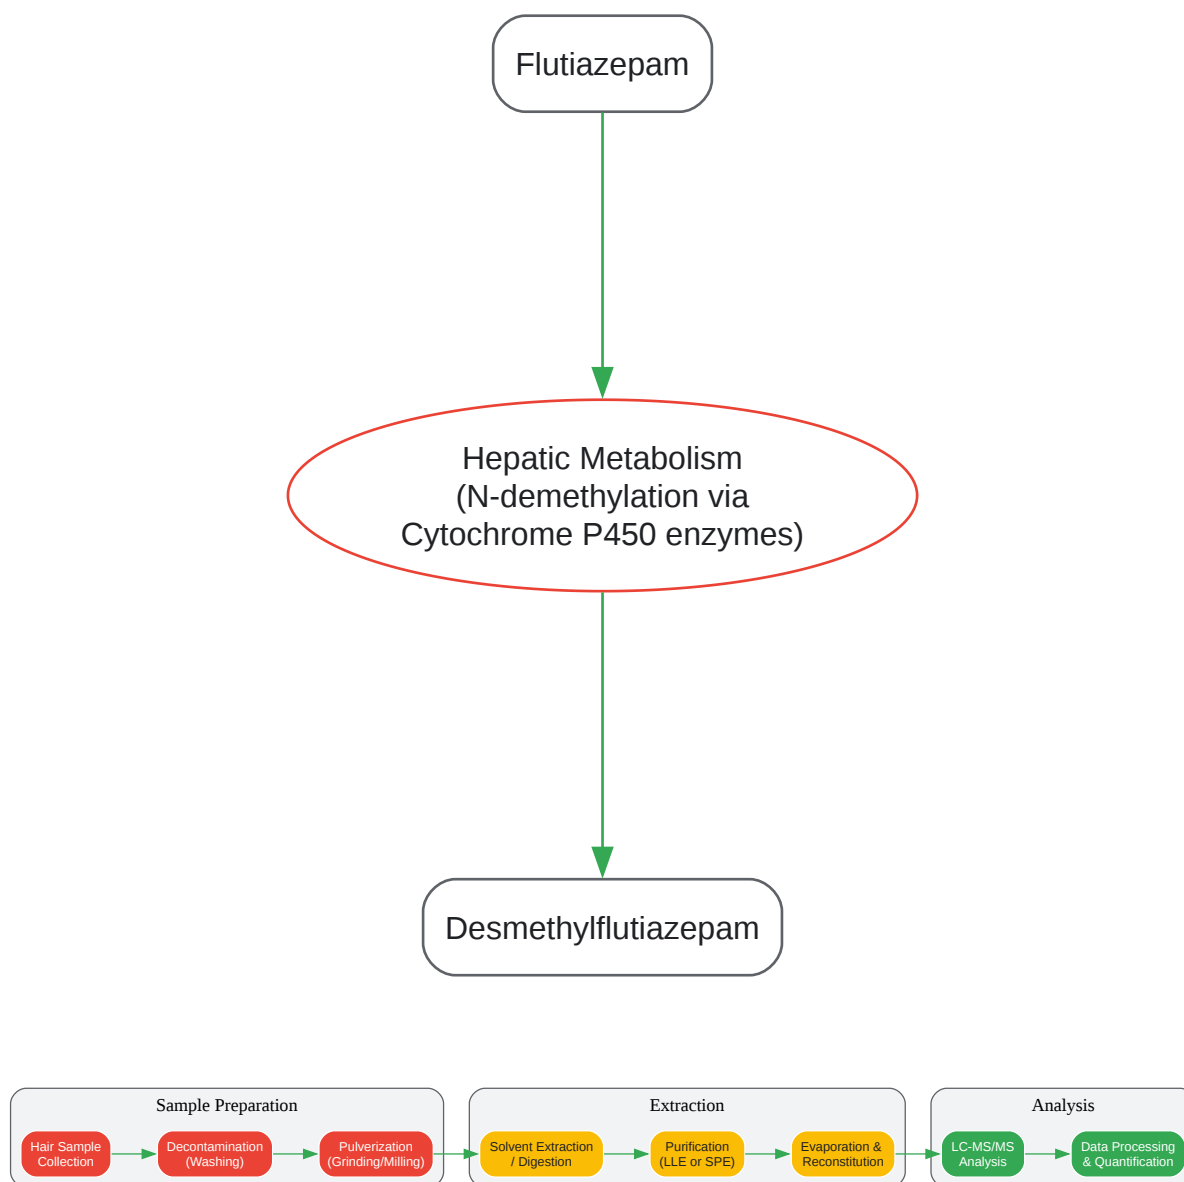 Flutiazepam
Hepatic Metabolism
(N-demethylation via
Cytochrome P450 enzymes)
Desmethylflutiazepam
Sample Preparation
Hair Sample
Collection
Decontamination
(Washing)
Pulverization
(Grinding/Milling)
Extraction
Solvent Extraction
/ Digestion
Purification
(LLE or SPE)
Evaporation &
Reconstitution
Analysis
LC-MS/MS
Analysis
Data Processing
& Quantification